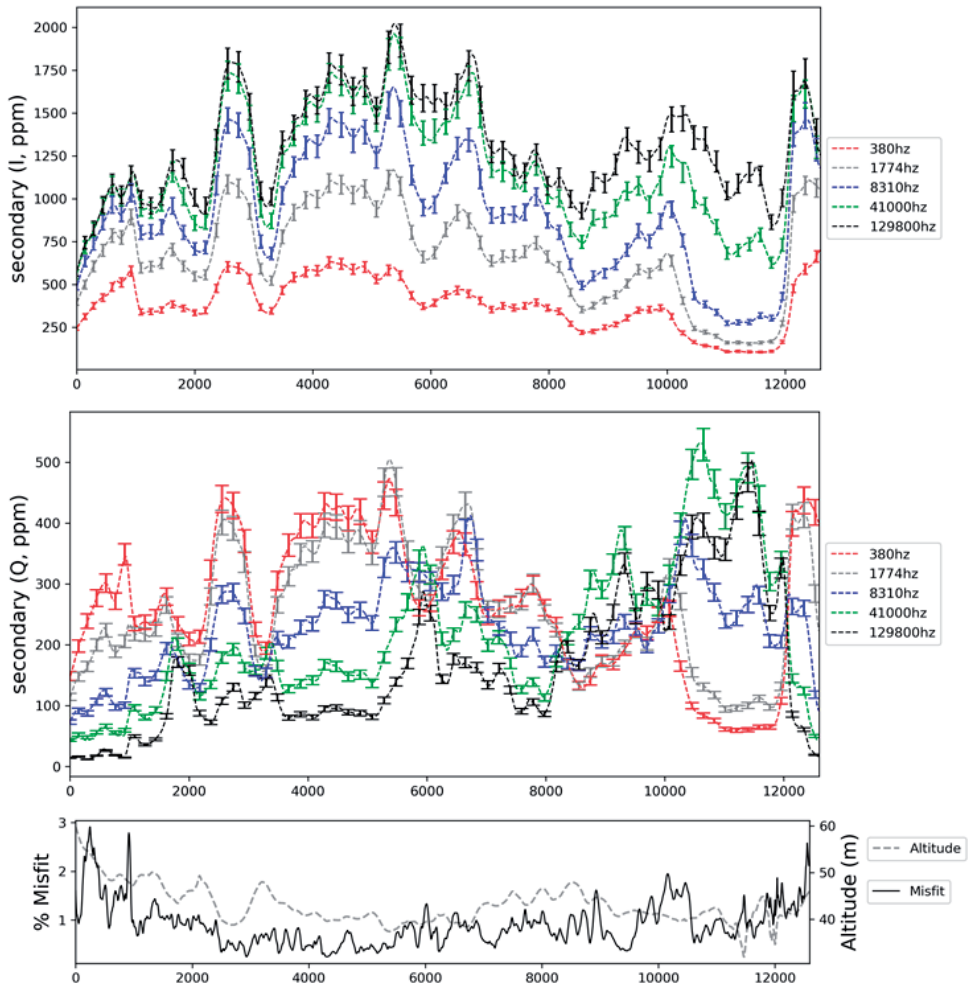 2000
1750
1500
1250
1000
750
500
250
secondary (I, ppm)
0 2000 4000 6000 8000 10000 12000
380hz
1774hz
8310hz
41000hz
129800hz
500
400
300
200
100
0
secondary (Q, ppm)
0 2000 4000 6000 8000 10000 12000
380hz
1774hz
8310hz
41000hz
129800hz
3
2
1
% Misfit
60
50
40
Altitude (m)
0 2000 4000 6000 8000 10000 12000
Altitude
Misfit